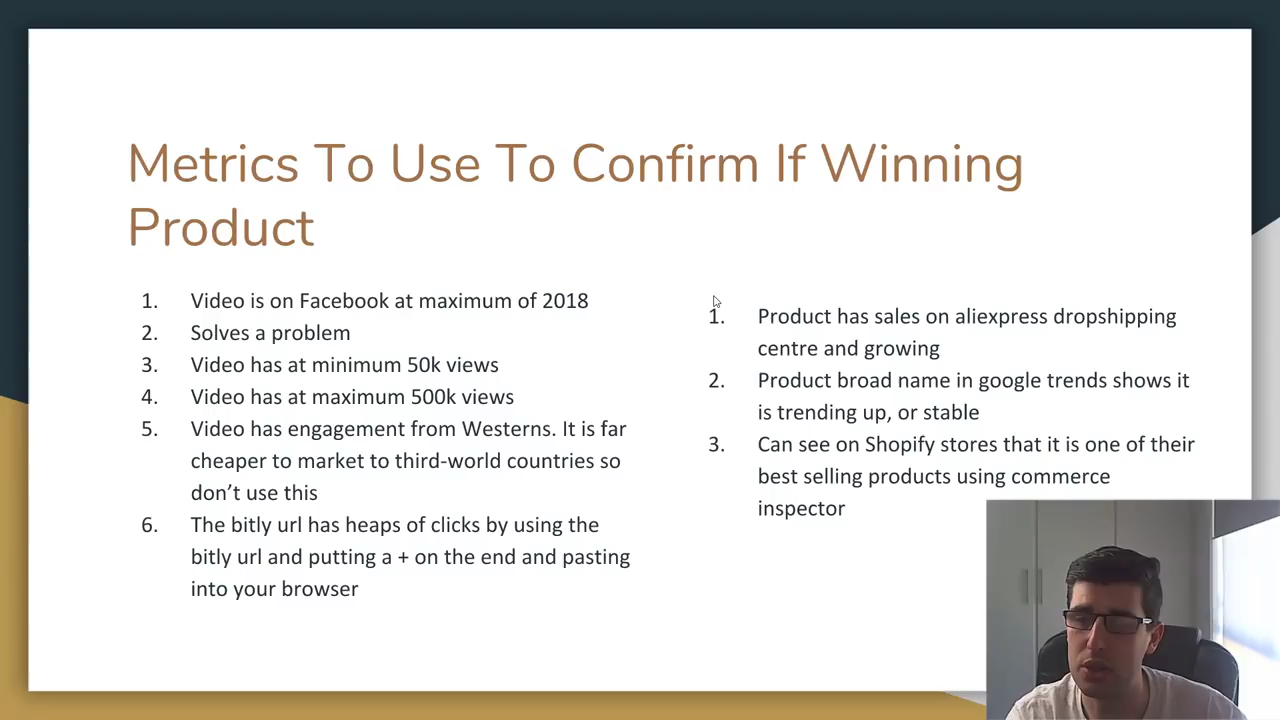 Metrics To Use To Confirm If Winning
Product
1. Video is on Facebook at maximum of 2018
2. Solves a problem
3. Video has at minimum 50k views
4. Video has at maximum 500k views
5. Video has engagement from Westerns. It is far
cheaper to market to third-world countries so
don’t use this
6. The bitly url has heaps of clicks by using the
bitly url and putting a + on the end and pasting
into your browser
1. Product has sales on aliexpress dropshipping
centre and growing
2. Product broad name in google trends shows it
is trending up, or stable
3. Can see on Shopify stores that it is one of their
best selling products using commerce
inspector